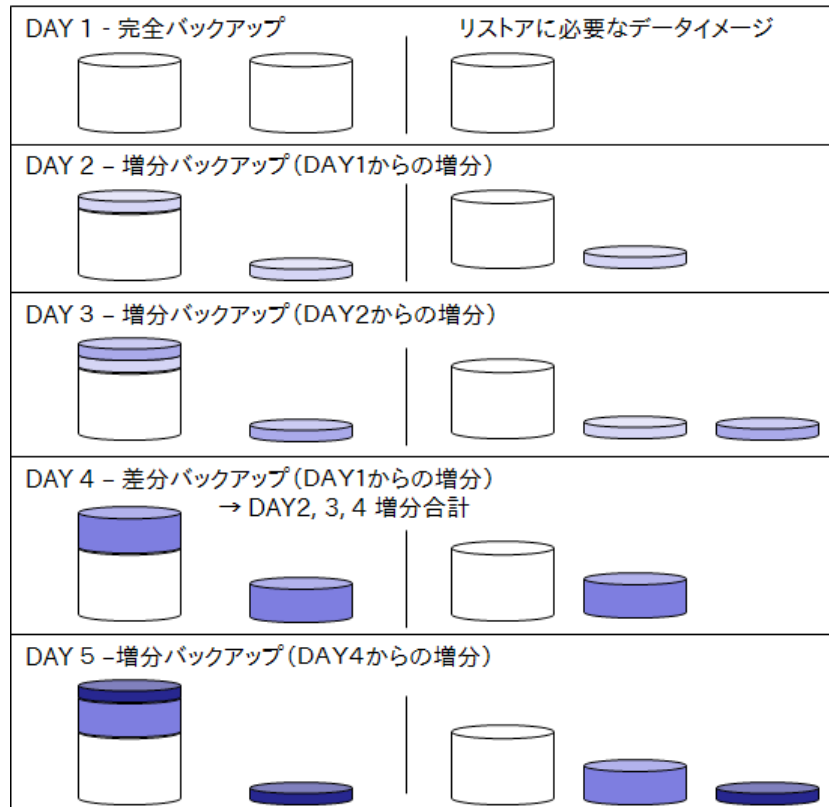 DAY 1 - 完全バックアップ
リストアに必要なデータイメージ
DAY 2 – 増分バックアップ(DAY1からの増分)
DAY 3 – 増分バックアップ(DAY2からの増分)
DAY 4 – 差分バックアップ(DAY1からの増分)
→ DAY2, 3, 4 増分合計
DAY 5 –増分バックアップ(DAY4からの増分)